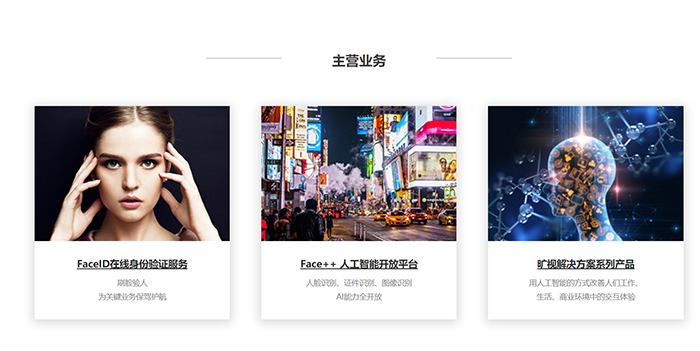 主营业务
FaceID在线身份验证服务
刷脸验人
为关键业务保驾护航
Face++ 人工智能开放平台
人脸识别、证件识别、图像识别
AI能力全开放
旷视解决方案系列产品
用人工智能的方式改善人们工作、
生活、商业环境中的交互体验